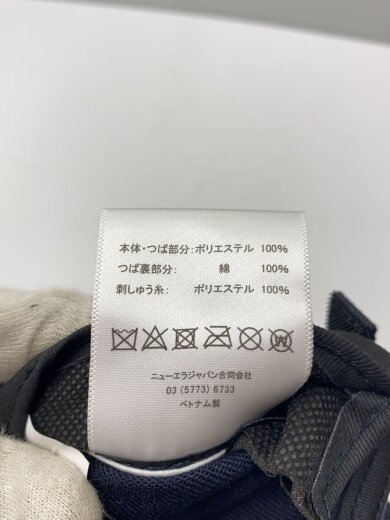 本体・つば部分: ポリエステル 100%
つば裏部分: 綿 100%
刺しゅう糸: ポリエステル 100%
ニューエラジャパン合同会社
03 (5773) 6733
ベトナム製